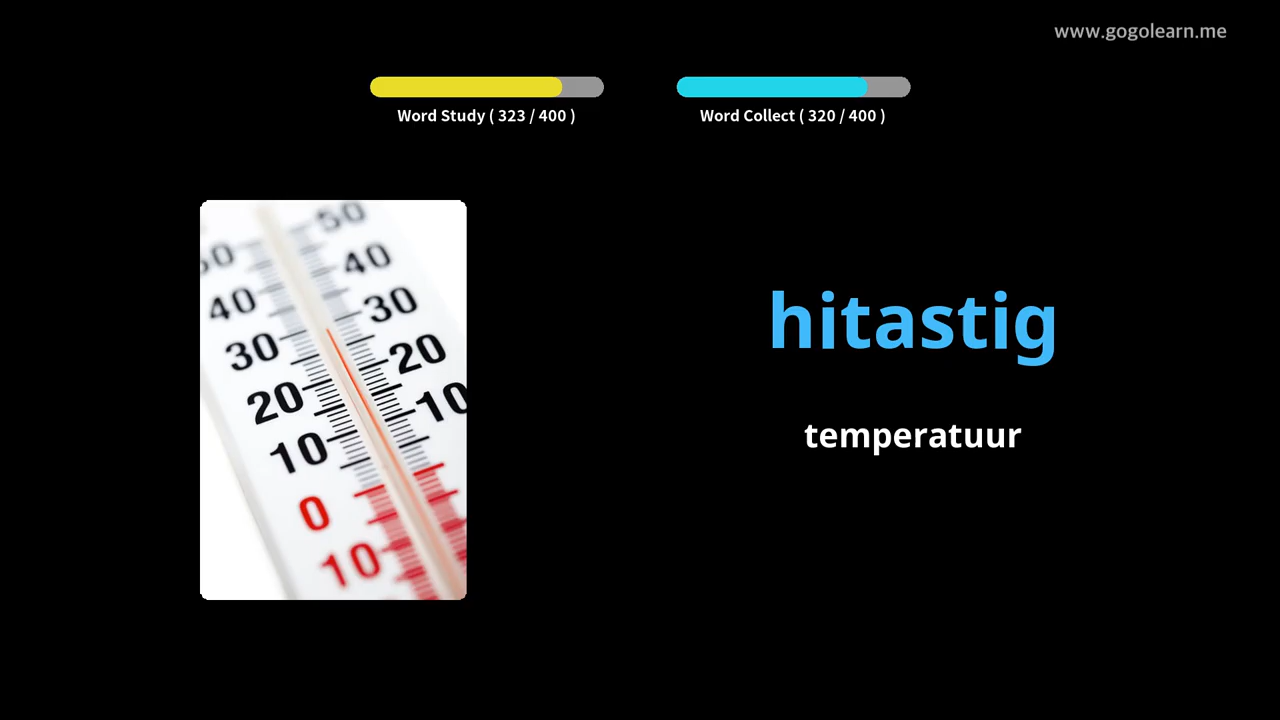 www.gogolearn.me
Word Study ( 323 / 400 )
Word Collect ( 320 / 400 )
50
50
40
40
30
30
20
20
10
10
0
10
hitastig
temperatuur